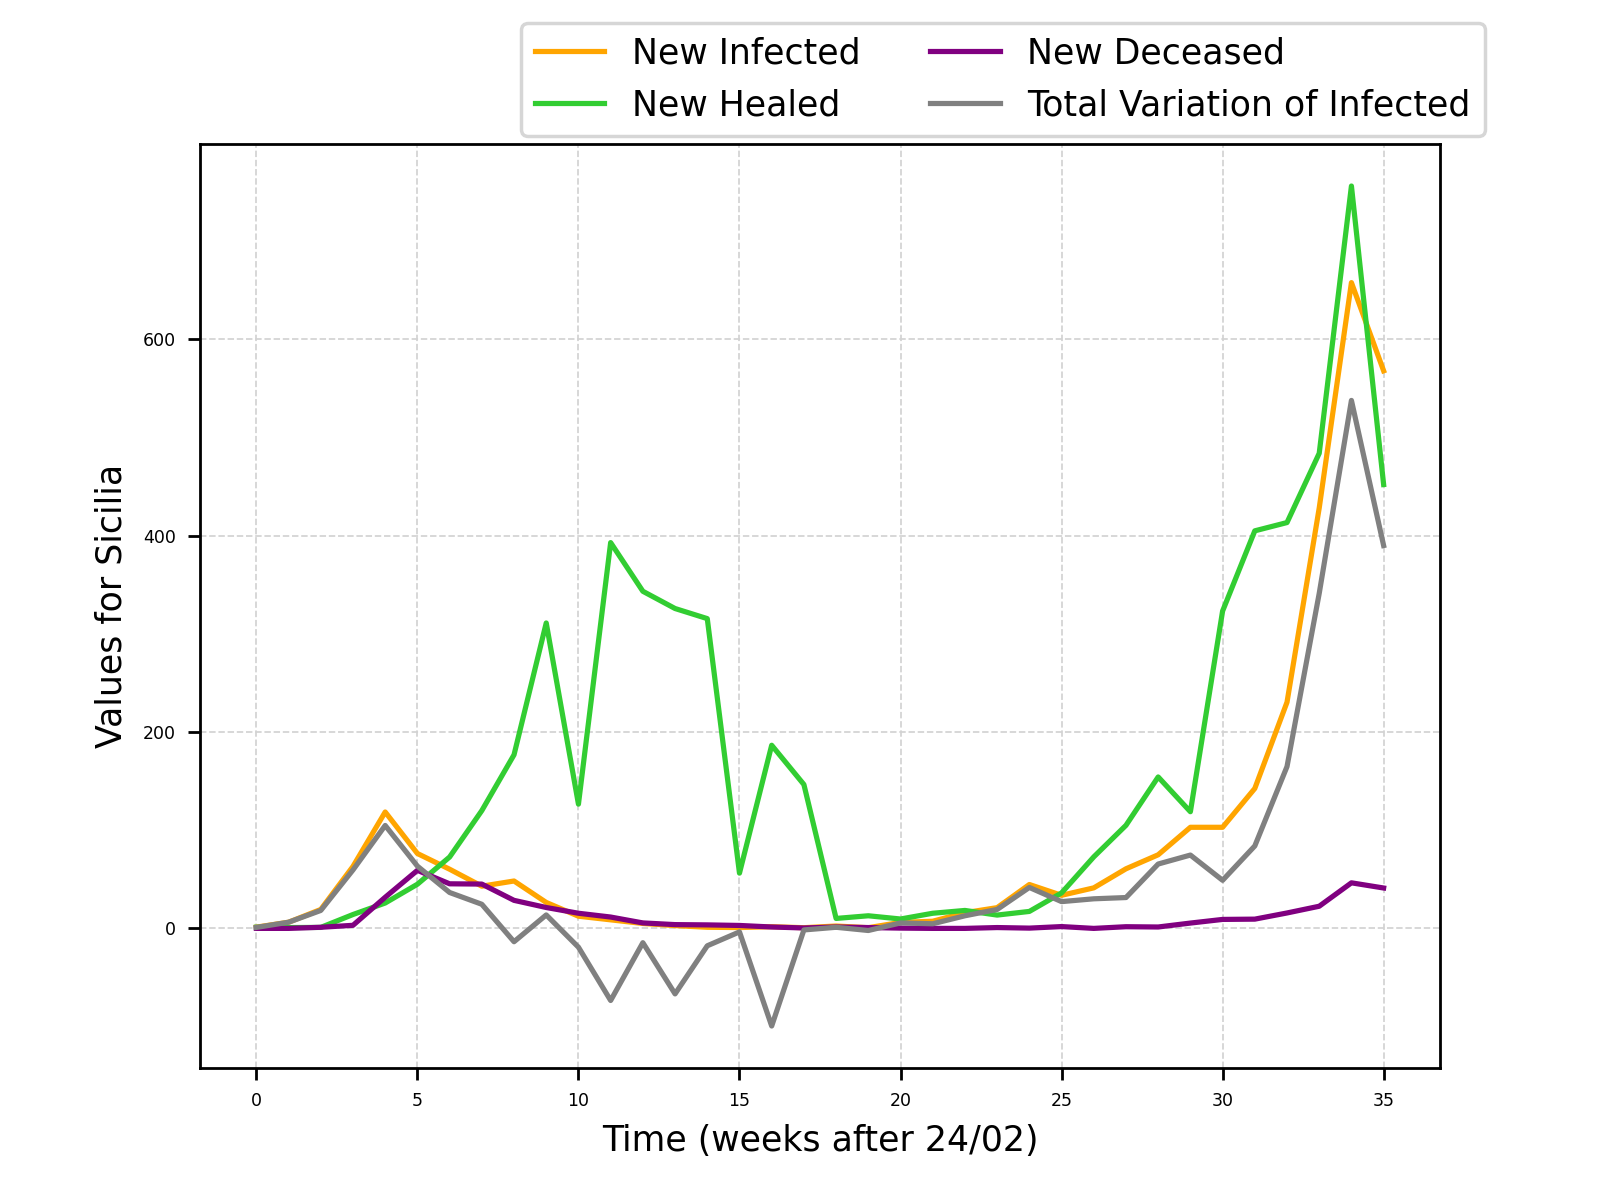 New Infected
New Healed
New Deceased
Total Variation of Infected
Values for Sicilia
600
400
200
0
0 5 10 15 20 25 30 35
Time (weeks after 24/02)